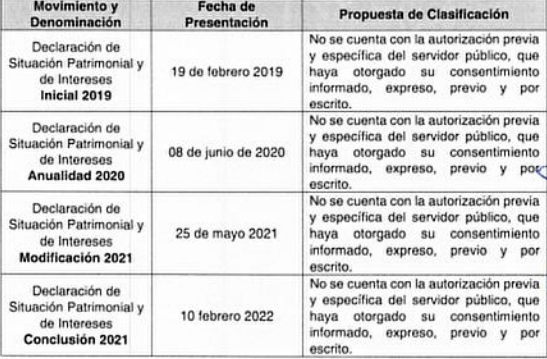 Movimiento y Denominación
Fecha de Presentación
Propuesta de Clasificación
Declaración de
Situación Patrimonial y
de Intereses
Inicial 2019
19 de febrero 2019
No se cuenta con la autorización previa
y específica del servidor público, que
haya otorgado su consentimiento
informado, expreso, previo y por
escrito.
Declaración de
Situación Patrimonial y
de Intereses
Anualidad 2020
08 de junio de 2020
No se cuenta con la autorización previa
y específica del servidor público, que
haya otorgado su consentimiento
informado, expreso, previo y por
escrito.
Declaración de
Situación Patrimonial y
de Intereses
Modificación 2021
25 de mayo 2021
No se cuenta con la autorización previa
y específica del servidor público, que
haya otorgado su consentimiento
informado, expreso, previo y por
escrito.
Declaración de
Situación Patrimonial y
de Intereses
Conclusión 2021
10 febrero 2022
No se cuenta con la autorización previa
y específica del servidor público, que
haya otorgado su consentimiento
informado, expreso, previo y por
escrito.